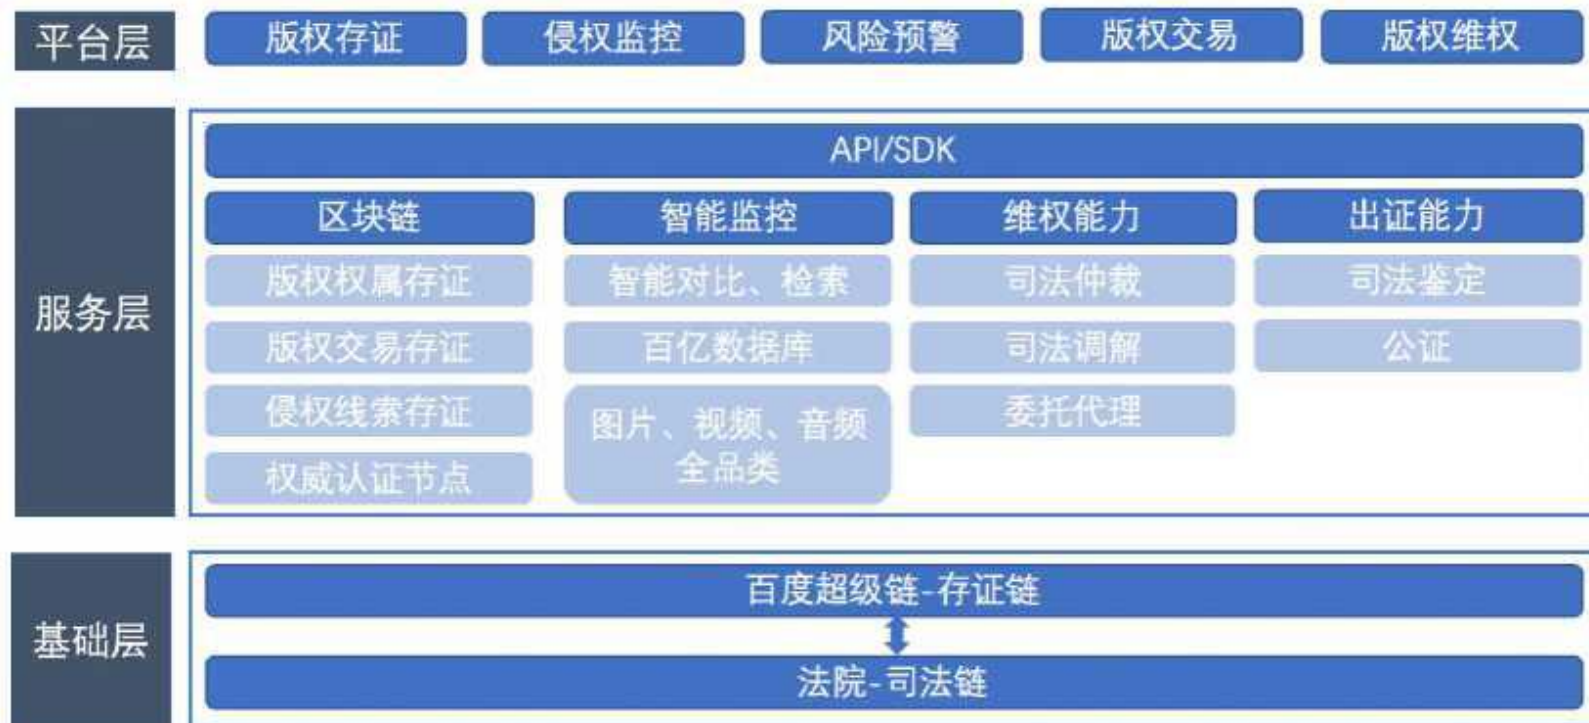 平台层
版权存证
侵权监控
风险预警
版权交易
版权维权
服务层
API/SDK
区块链
智能监控
维权能力
出证能力
版权权属存证
智能对比、检索
司法仲裁
司法鉴定
版权交易存证
百亿数据库
司法调解
公证
侵权线索存证
图片、视频、音频
全品类
委托代理
权威认证节点
基础层
百度超级链-存证链
法院-司法链